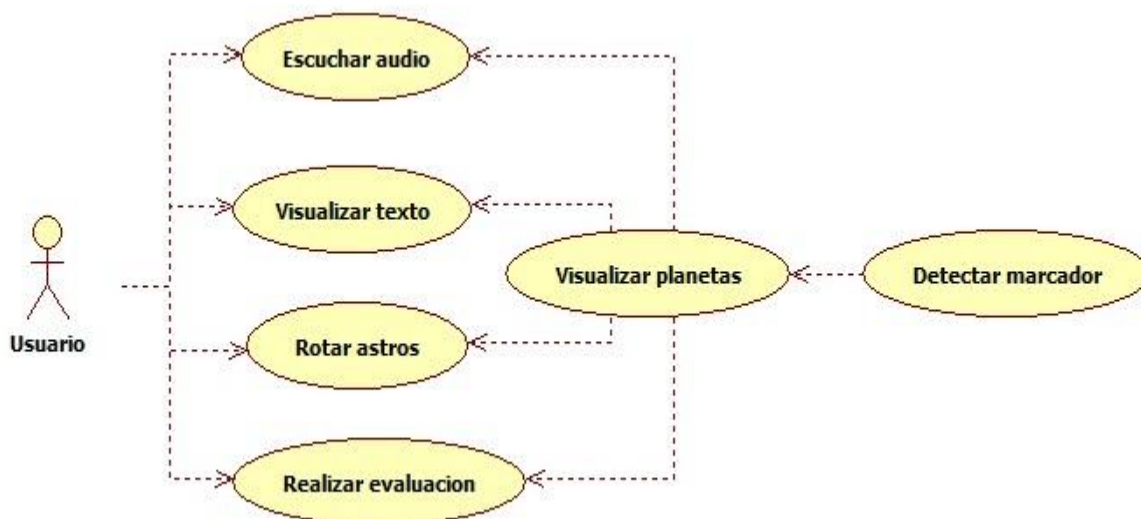 Escuchar audio
Visualizar texto
Visualizar planetas
Detectar marcador
Usuario
Rotar astros
Realizar evaluacion